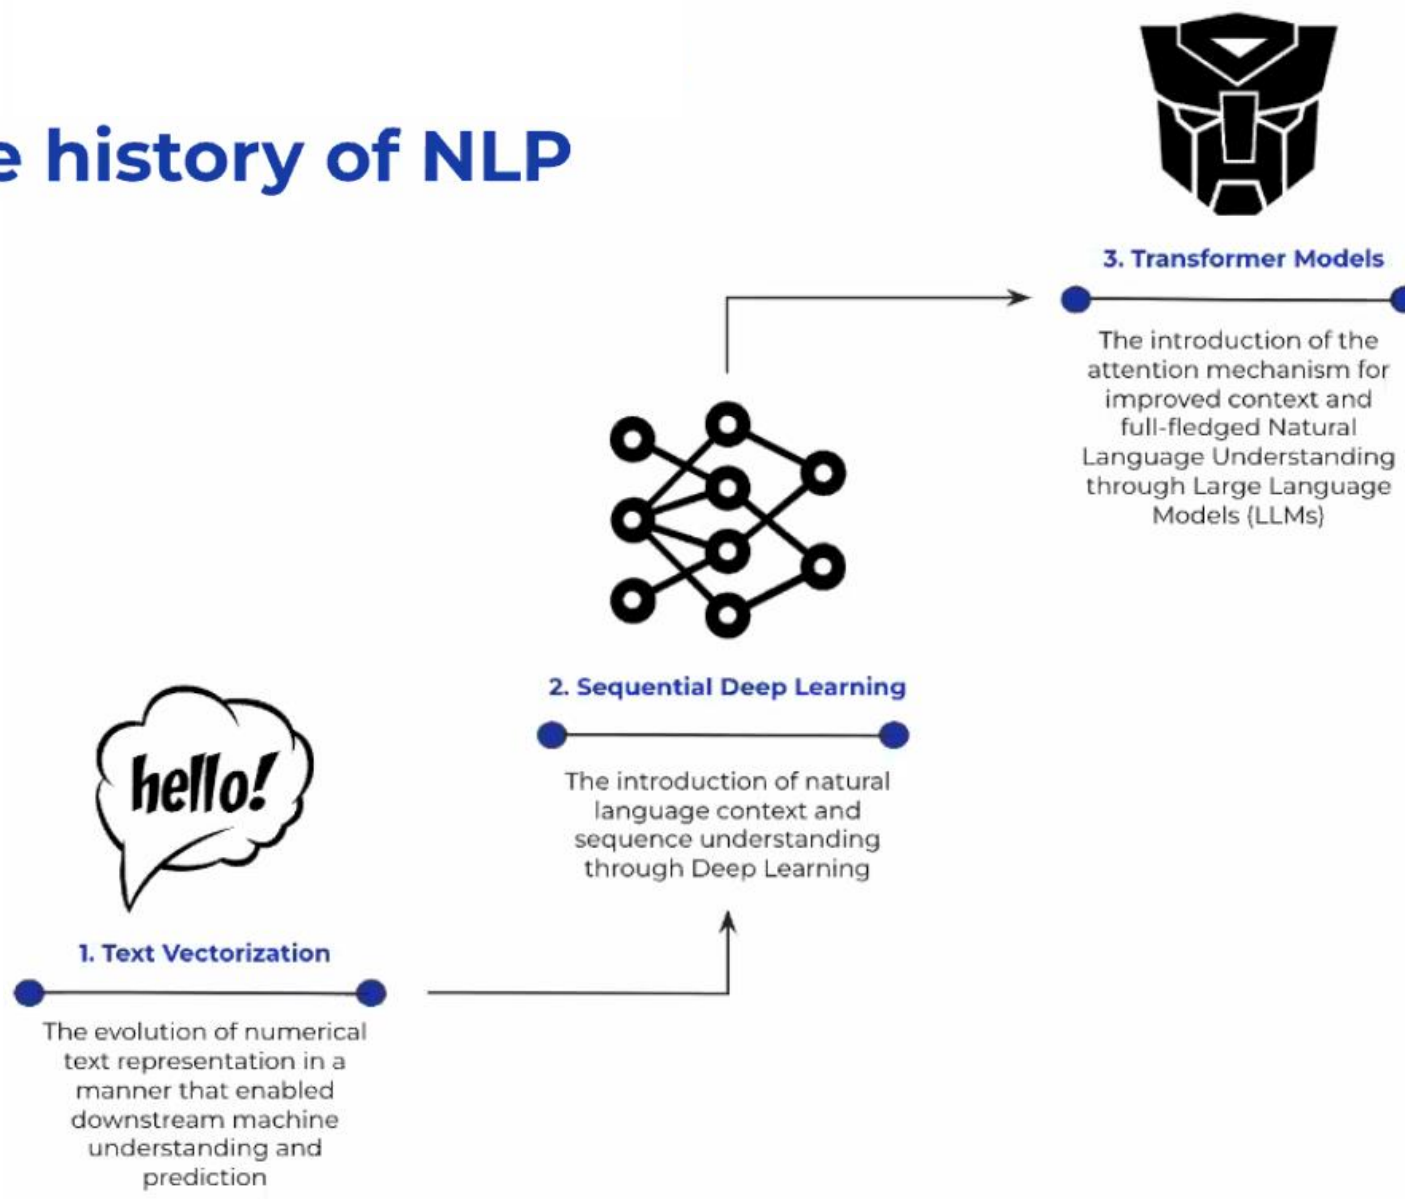 e history of NLP
3. Transformer Models
The introduction of the
attention mechanism for
improved context and
full-fledged Natural
Language Understanding
through Large Language
Models (LLMs)
2. Sequential Deep Learning
The introduction of natural
language context and
sequence understanding
through Deep Learning
hello!
1. Text Vectorization
The evolution of numerical
text representation in a
manner that enabled
downstream machine
understanding and
prediction